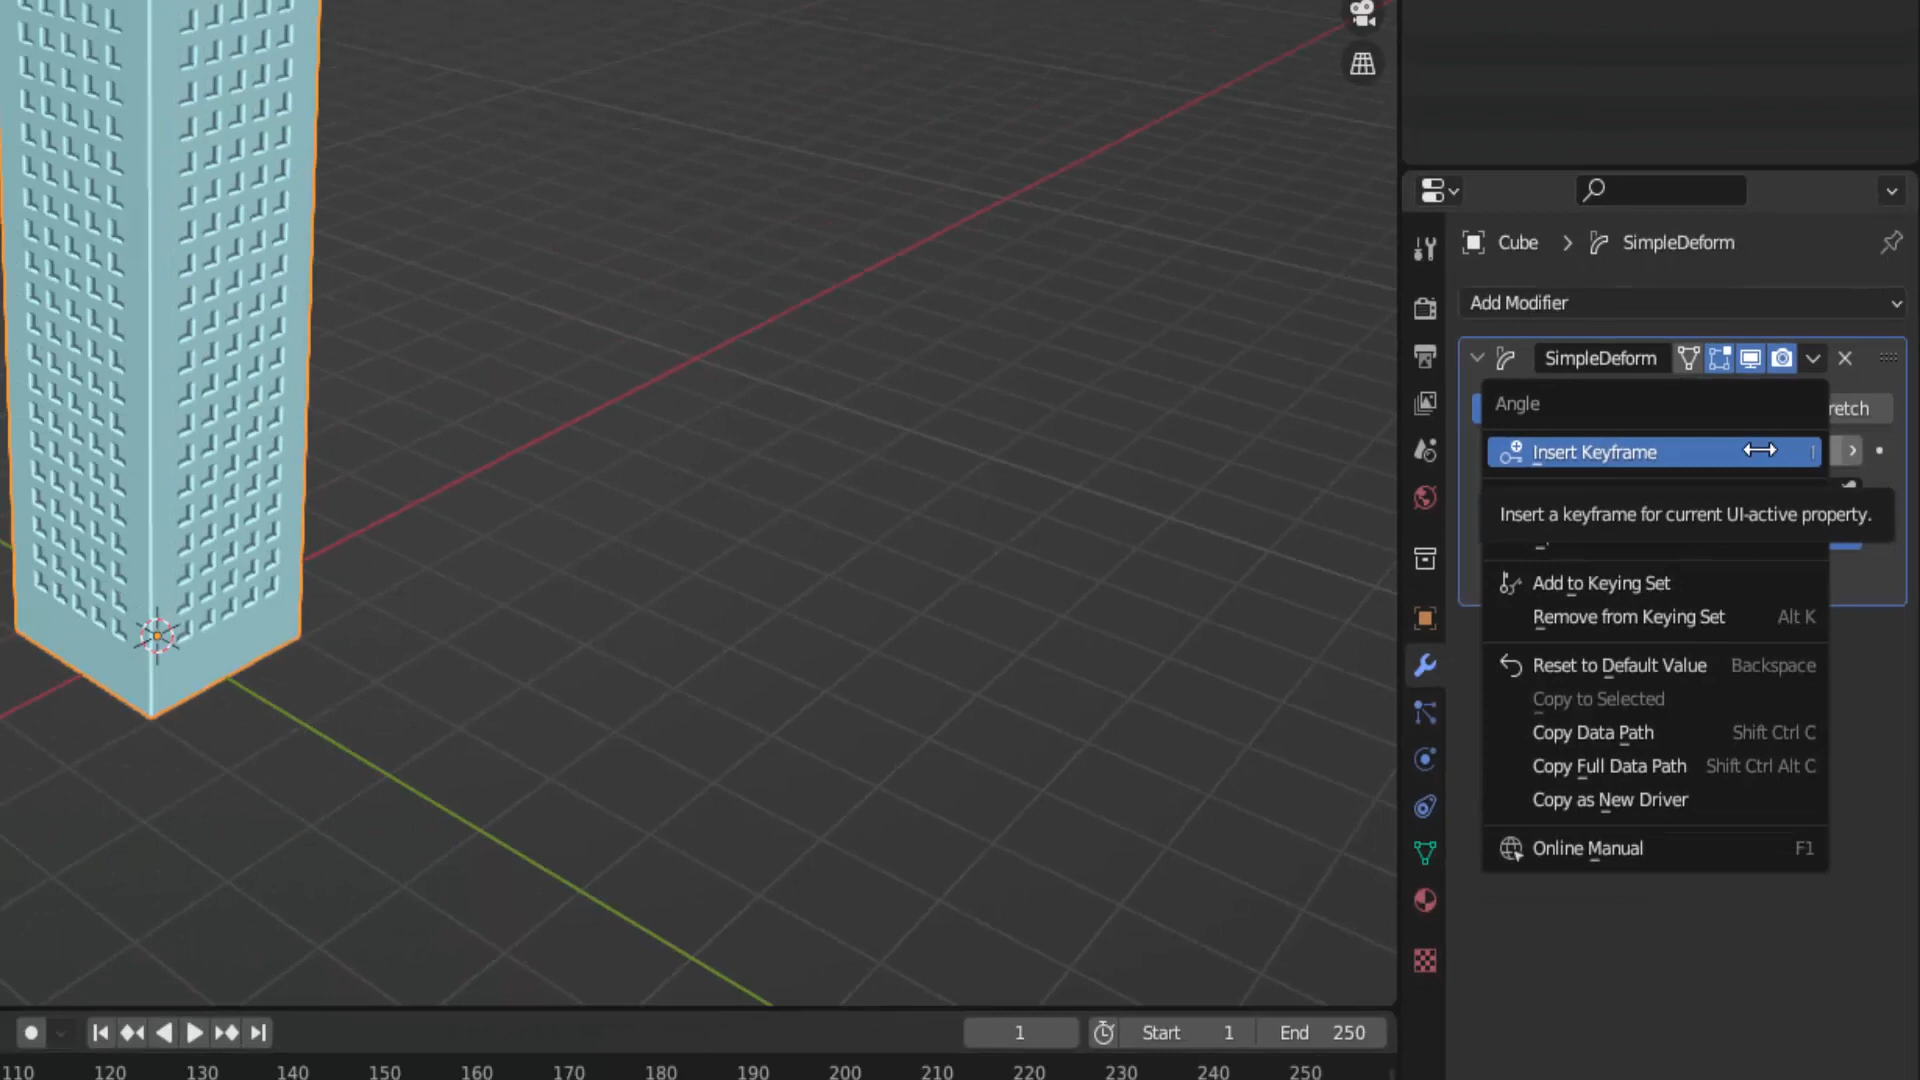 Cube > SimpleDeform
Add Modifier
SimpleDeform
Angle
retch
Insert Keyframe I
Insert a keyframe for current UI-active property.
Add to Keying Set
Remove from Keying Set Alt K
Reset to Default Value Backspace
Copy to Selected
Copy Data Path Shift Ctrl C
Copy Full Data Path Shift Ctrl Alt C
Copy as New Driver
Online Manual F1
1 Start 1 End 250
110 120 130 140 150 160 170 180 190 200 210 220 230 240 250